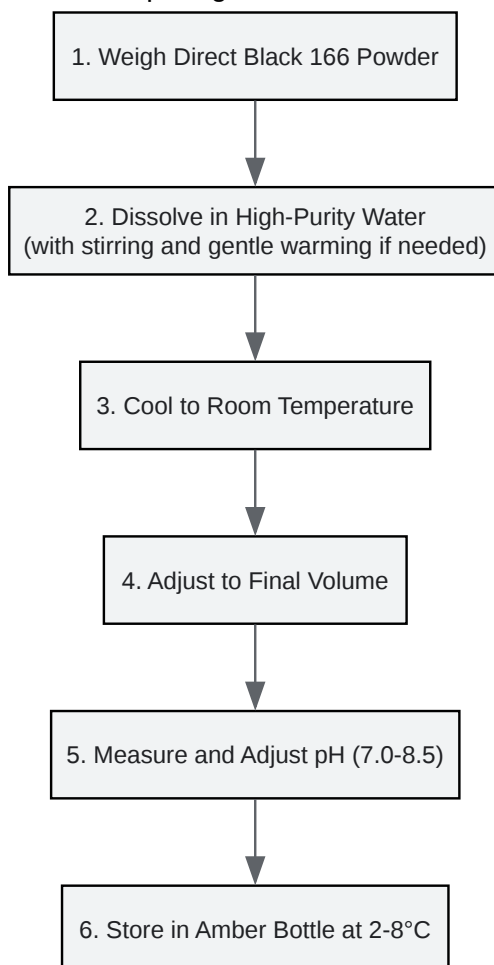 1. Weigh Direct Black 166 Powder
2. Dissolve in High-Purity Water
(with stirring and gentle warming if needed)
3. Cool to Room Temperature
4. Adjust to Final Volume
5. Measure and Adjust pH (7.0-8.5)
6. Store in Amber Bottle at 2-8°C